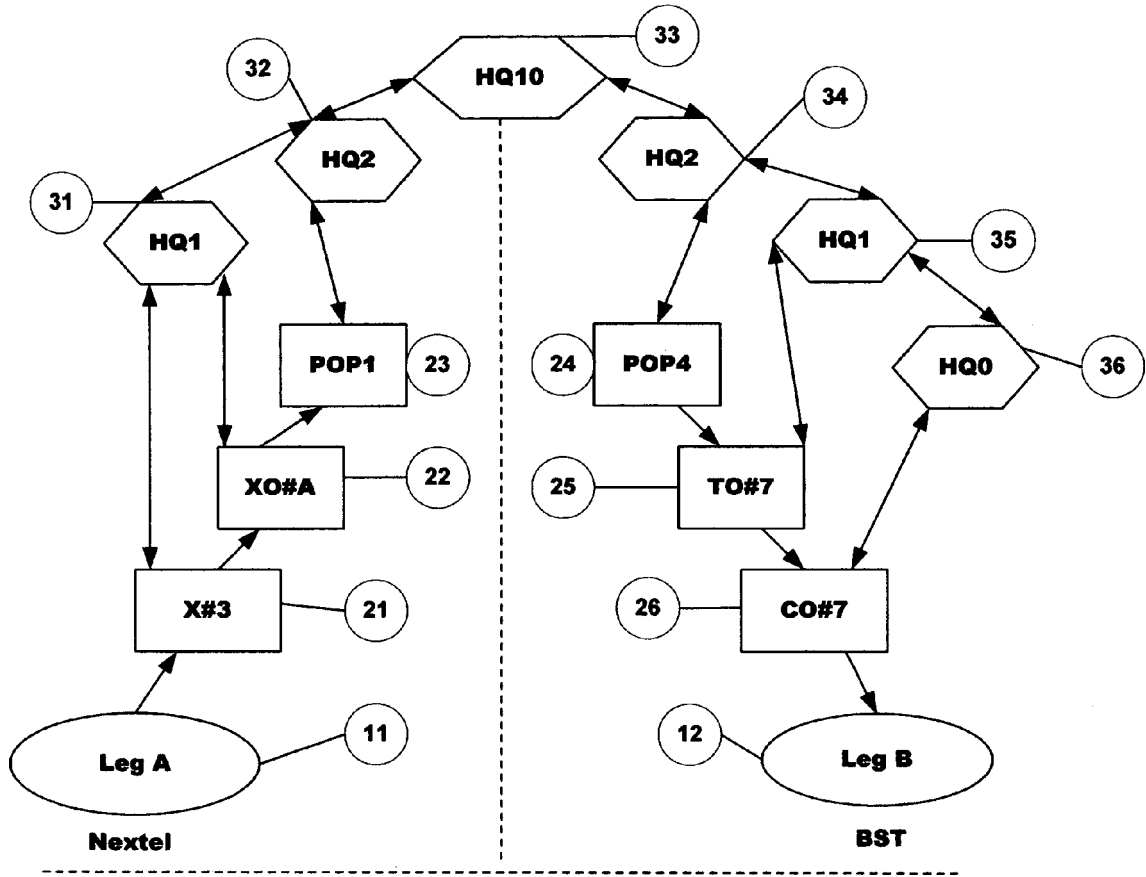 33
32
HQ10
34
HQ2
HQ2
31
HQ1
HQ1
35
POP1
23
24
POP4
HQ0
36
XO#A
22
25
TO#7
X#3
21
26
CO#7
11
12
Leg A
Leg B
Nextel
BST